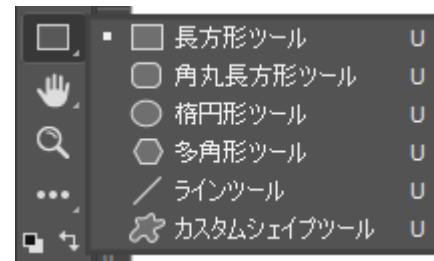 長方形ツール U
角丸長方形ツール U
楕円形ツール U
多角形ツール U
ラインツール U
カスタムシェイプツール U